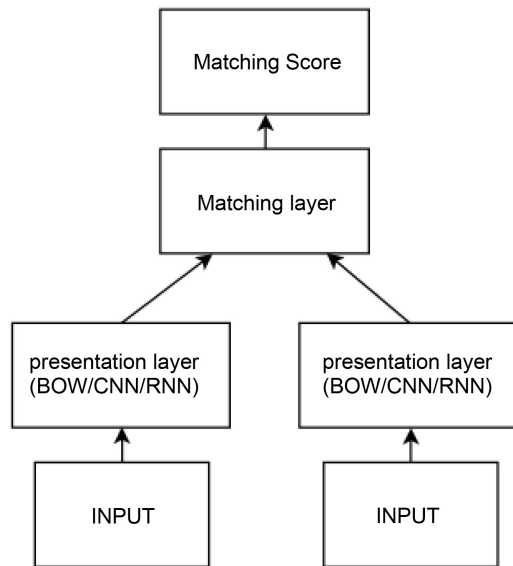 Matching Score
Matching layer
presentation layer
(BOW/CNN/RNN)
presentation layer
(BOW/CNN/RNN)
INPUT
INPUT